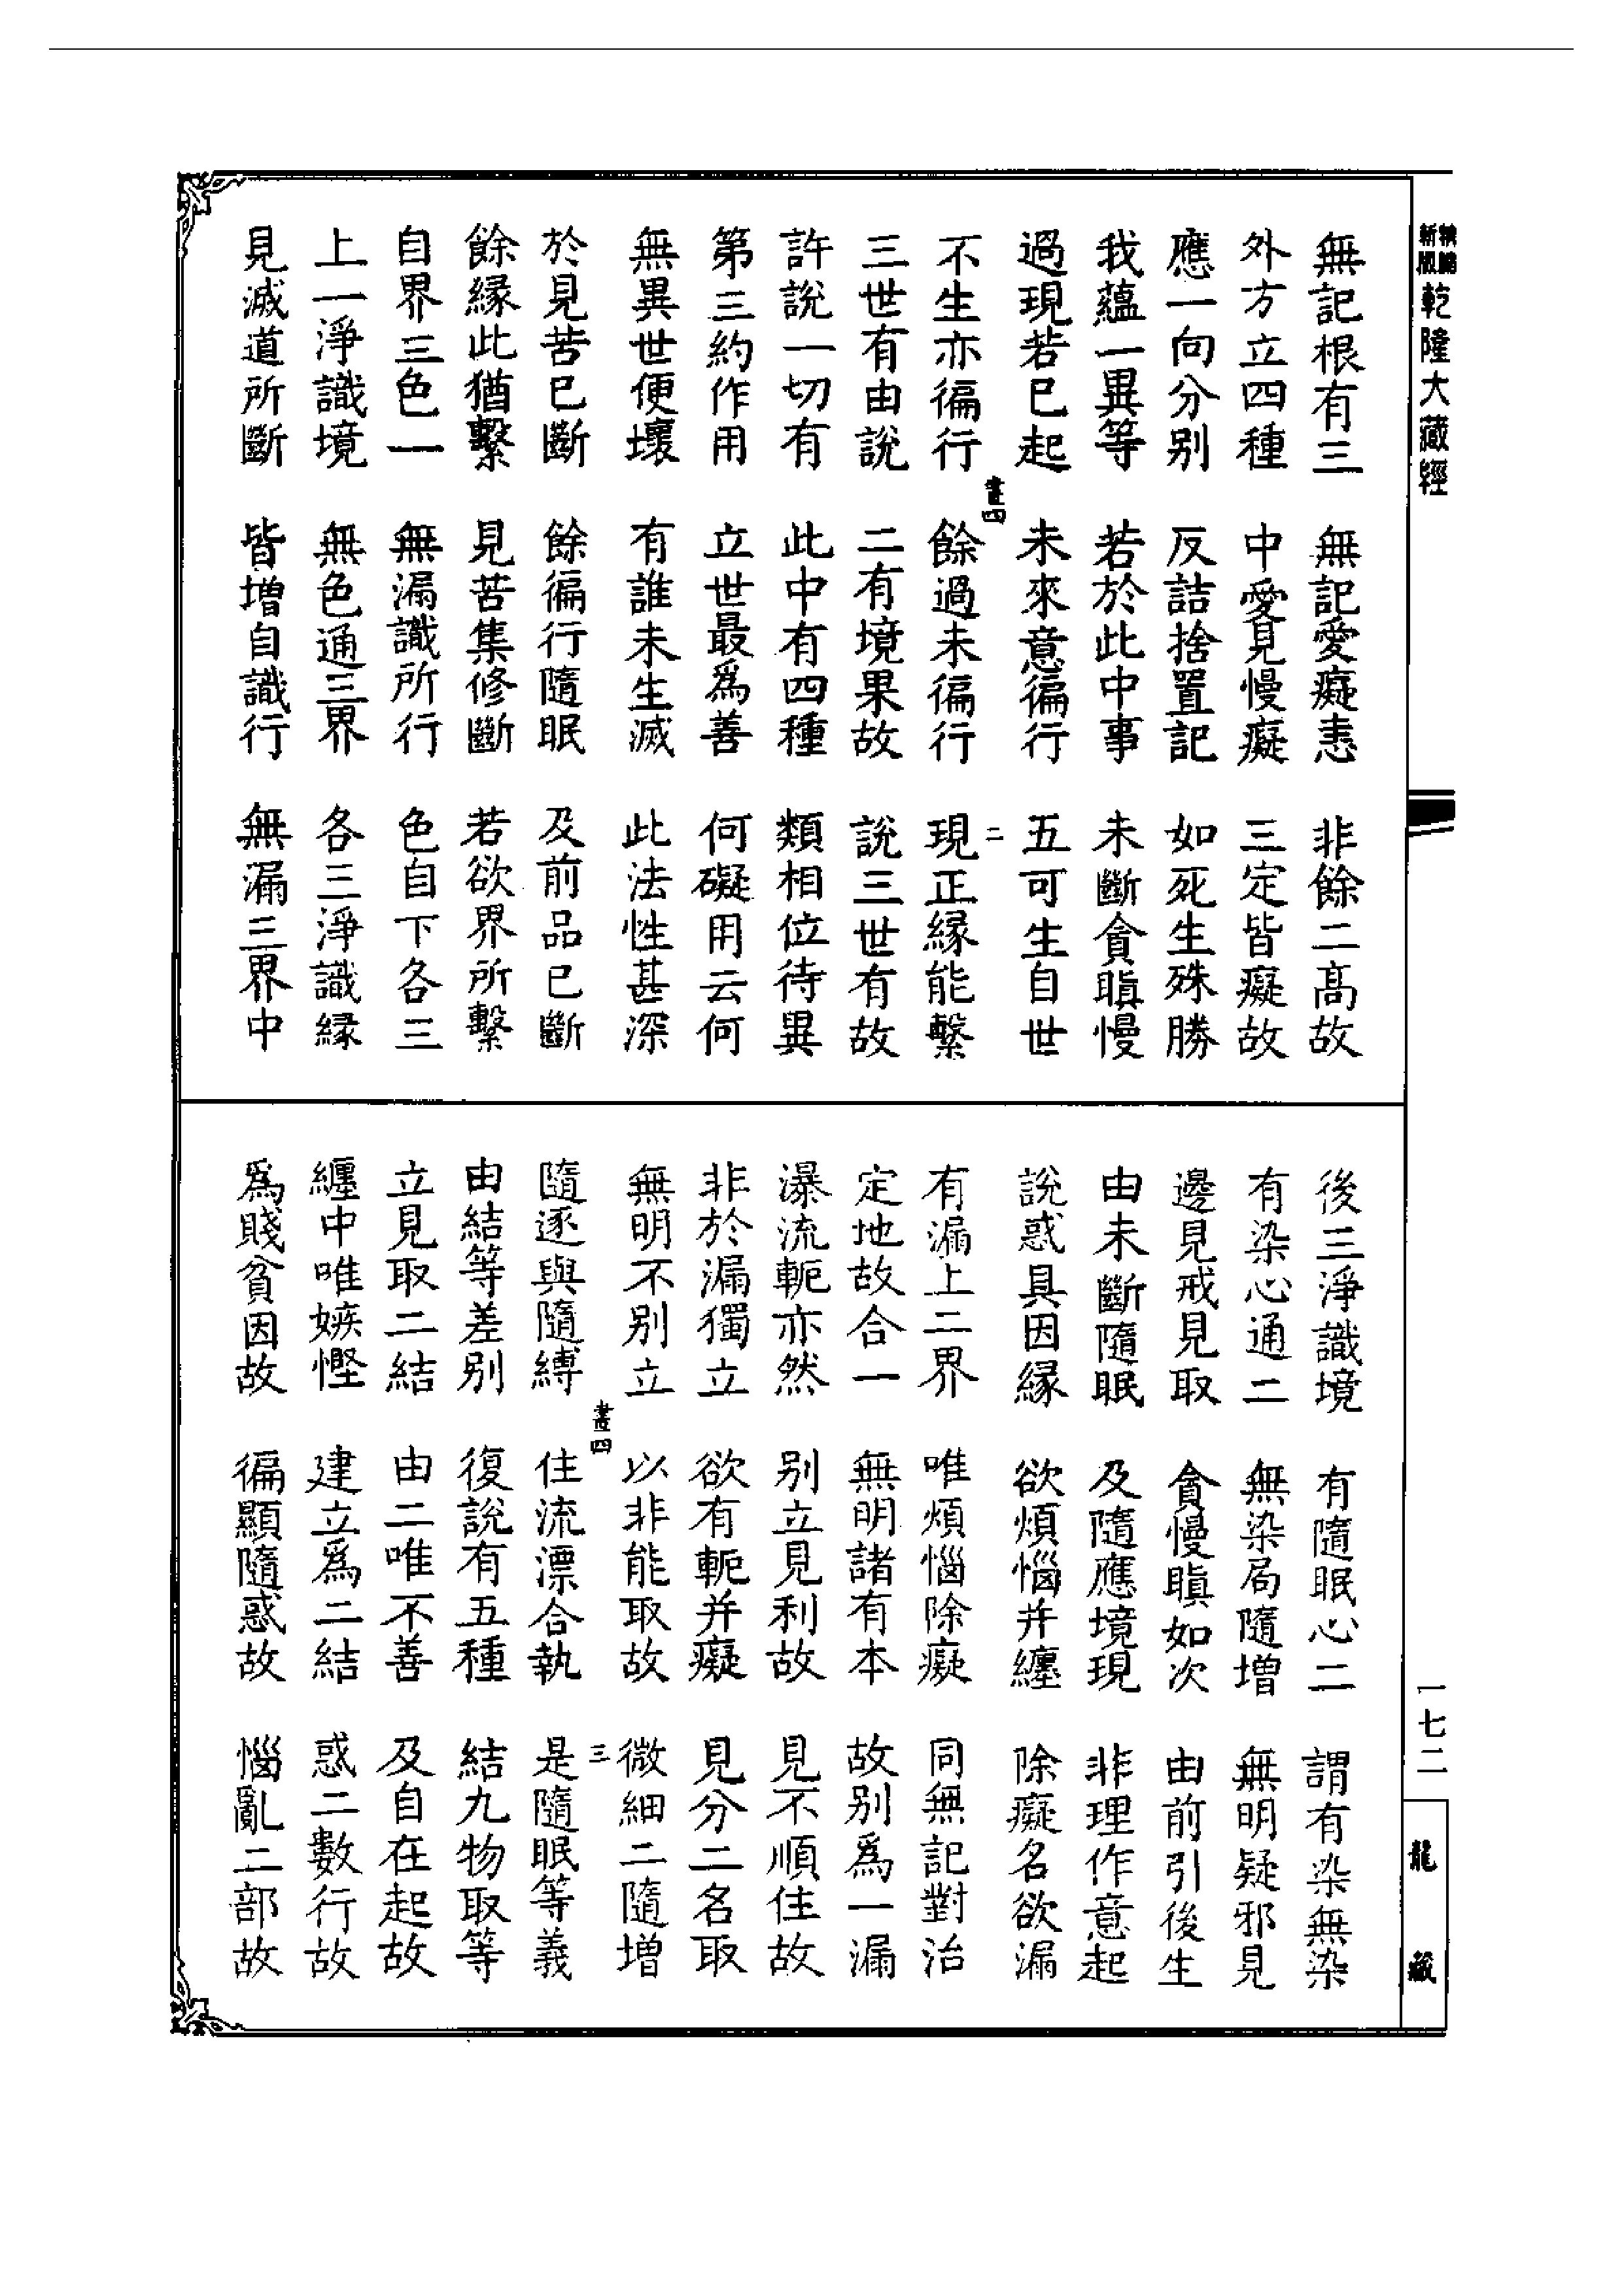 新版
乾隆大藏經
無記根有三　無記愛癡恚　非餘二高故
外方立四種　中愛見慢癡　三定皆癡故
應一向分別　反詰捨置記　如死生殊勝
我蘊一異等　若於此中事　未斷貪瞋慢
過現若已起　未來意徧行　五可生自世
畫四　二
不生亦徧行　餘過未徧行　現正緣能繫
三世有由說　二有境果故　說三世有故
許說一切有　此中有四種　類相位待異
第三約作用　立世最爲善　何礙用云何
無異世便壞　有誰未生滅　此法性甚深
於見苦已斷　餘徧行隨眠　及前品已斷
餘緣此猶繫　見苦集修斷　若欲界所繫
自界三色一　無漏識所行　色自下各三
上一淨識境　無色通三界　各三淨識緣
見滅道所斷　皆增自識行　無漏三界中
後三淨識境　有隨眠心二　謂有染無染
有染心通二　無染局隨增　無明疑邪見
邊見戒見取　貪慢瞋如次　由前引後生
由未斷隨眠　及隨應境現　非理作意起
說惑具因緣　欲煩惱并纏　除癡名欲漏
有漏上二界　唯煩惱除癡　同無記對治
定地故合一　無明諸有本　故別爲一漏
瀑流軛亦然　別立見利故　見不順住故
非於漏獨立　欲有軛并癡　見分二名取
無明不別立　以非能取故　微細二隨增
畫四　三
隨逐與隨縛　住流漂合執　是隨眠等義
由結等差別　復說有五種　結九物取等
立見取二結　由二唯不善　及自在起故
纏中唯嫉慳　建立爲二結　惑二數行故
爲賤貧因故　徧顯隨惑故　惱亂二部故
一七二
龍藏